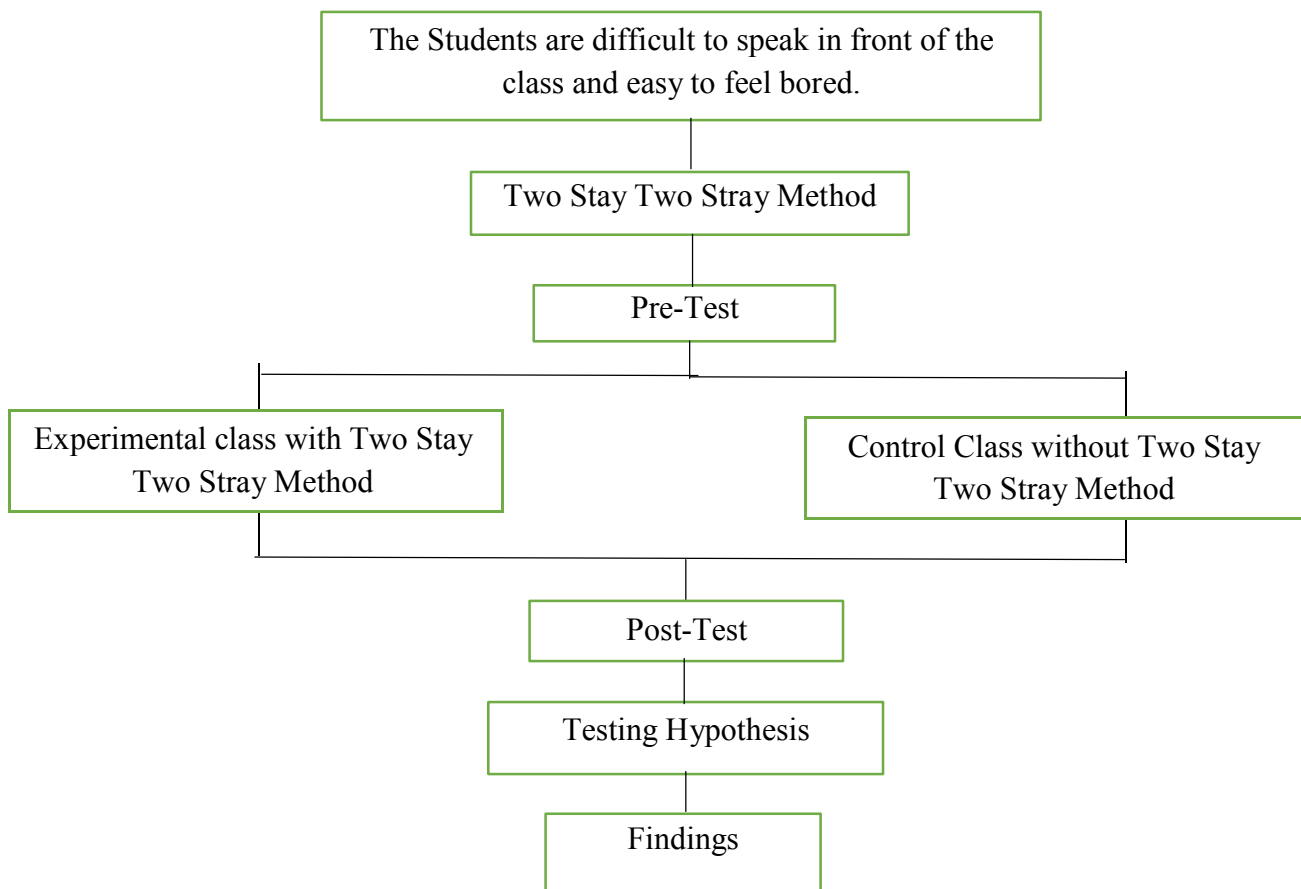 The Students are difficult to speak in front of the
class and easy to feel bored.
Two Stay Two Stray Method
Pre-Test
Experimental class with Two Stay
Two Stray Method
Control Class without Two Stay
Two Stray Method
Post-Test
Testing Hypothesis
Findings